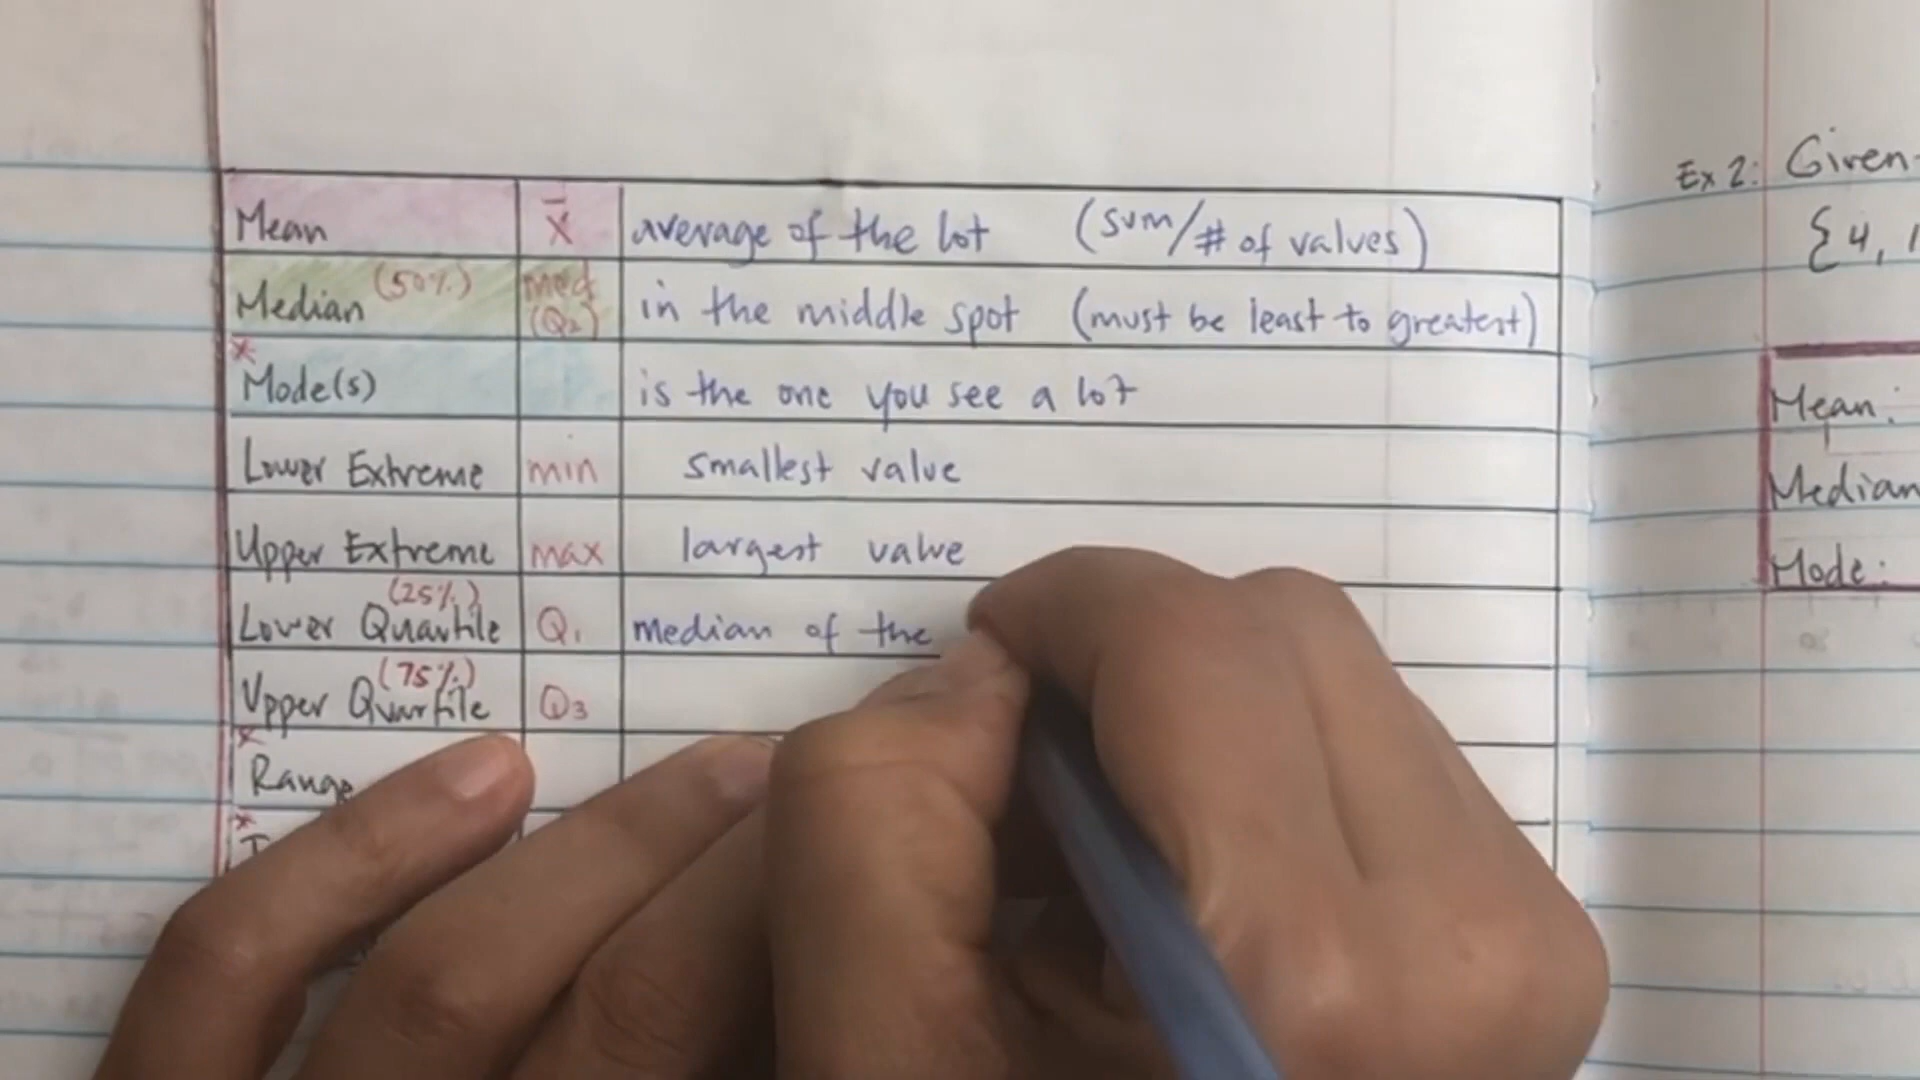 Mean x̄ average of the lot (sum/# of values)
Median (50%) med (Q2) in the middle spot (must be least to greatest)
* Mode(s) is the one you see a lot
Lower Extreme min smallest value
Upper Extreme max largest value
Lower Quartile (25%) Q1 median of the
Upper Quartile (75%) Q3
* Range
*
Ex 2: Given
{4, 1
Mean:
Median
Mode: